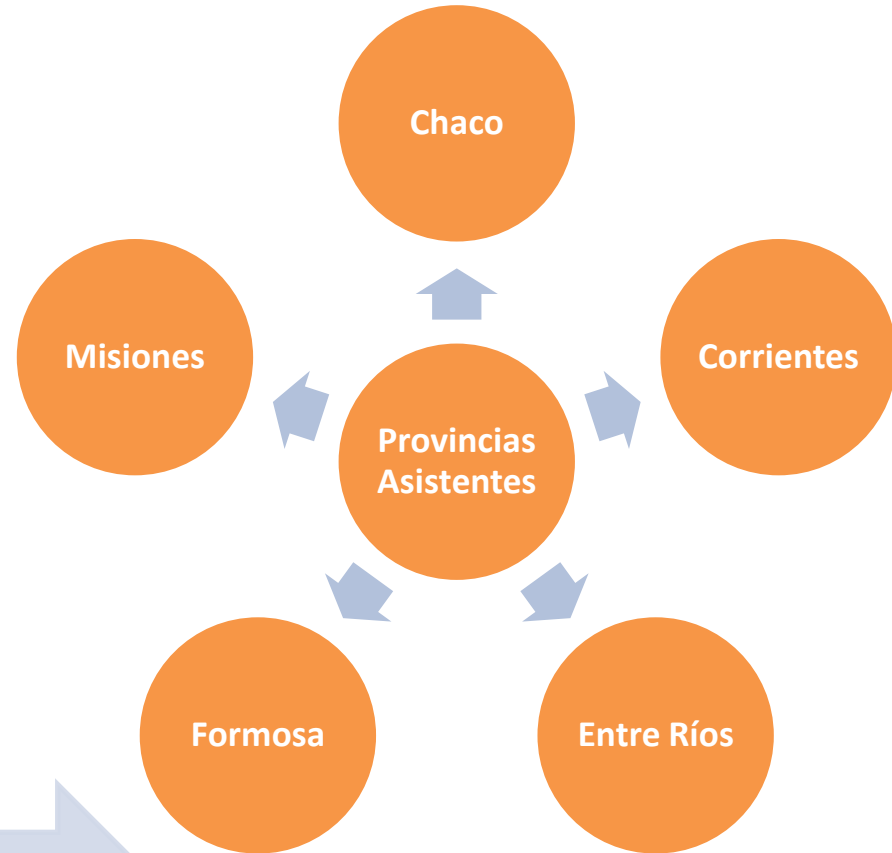 Chaco
Misiones
Corrientes
Provincias
Asistentes
Formosa
Entre Ríos